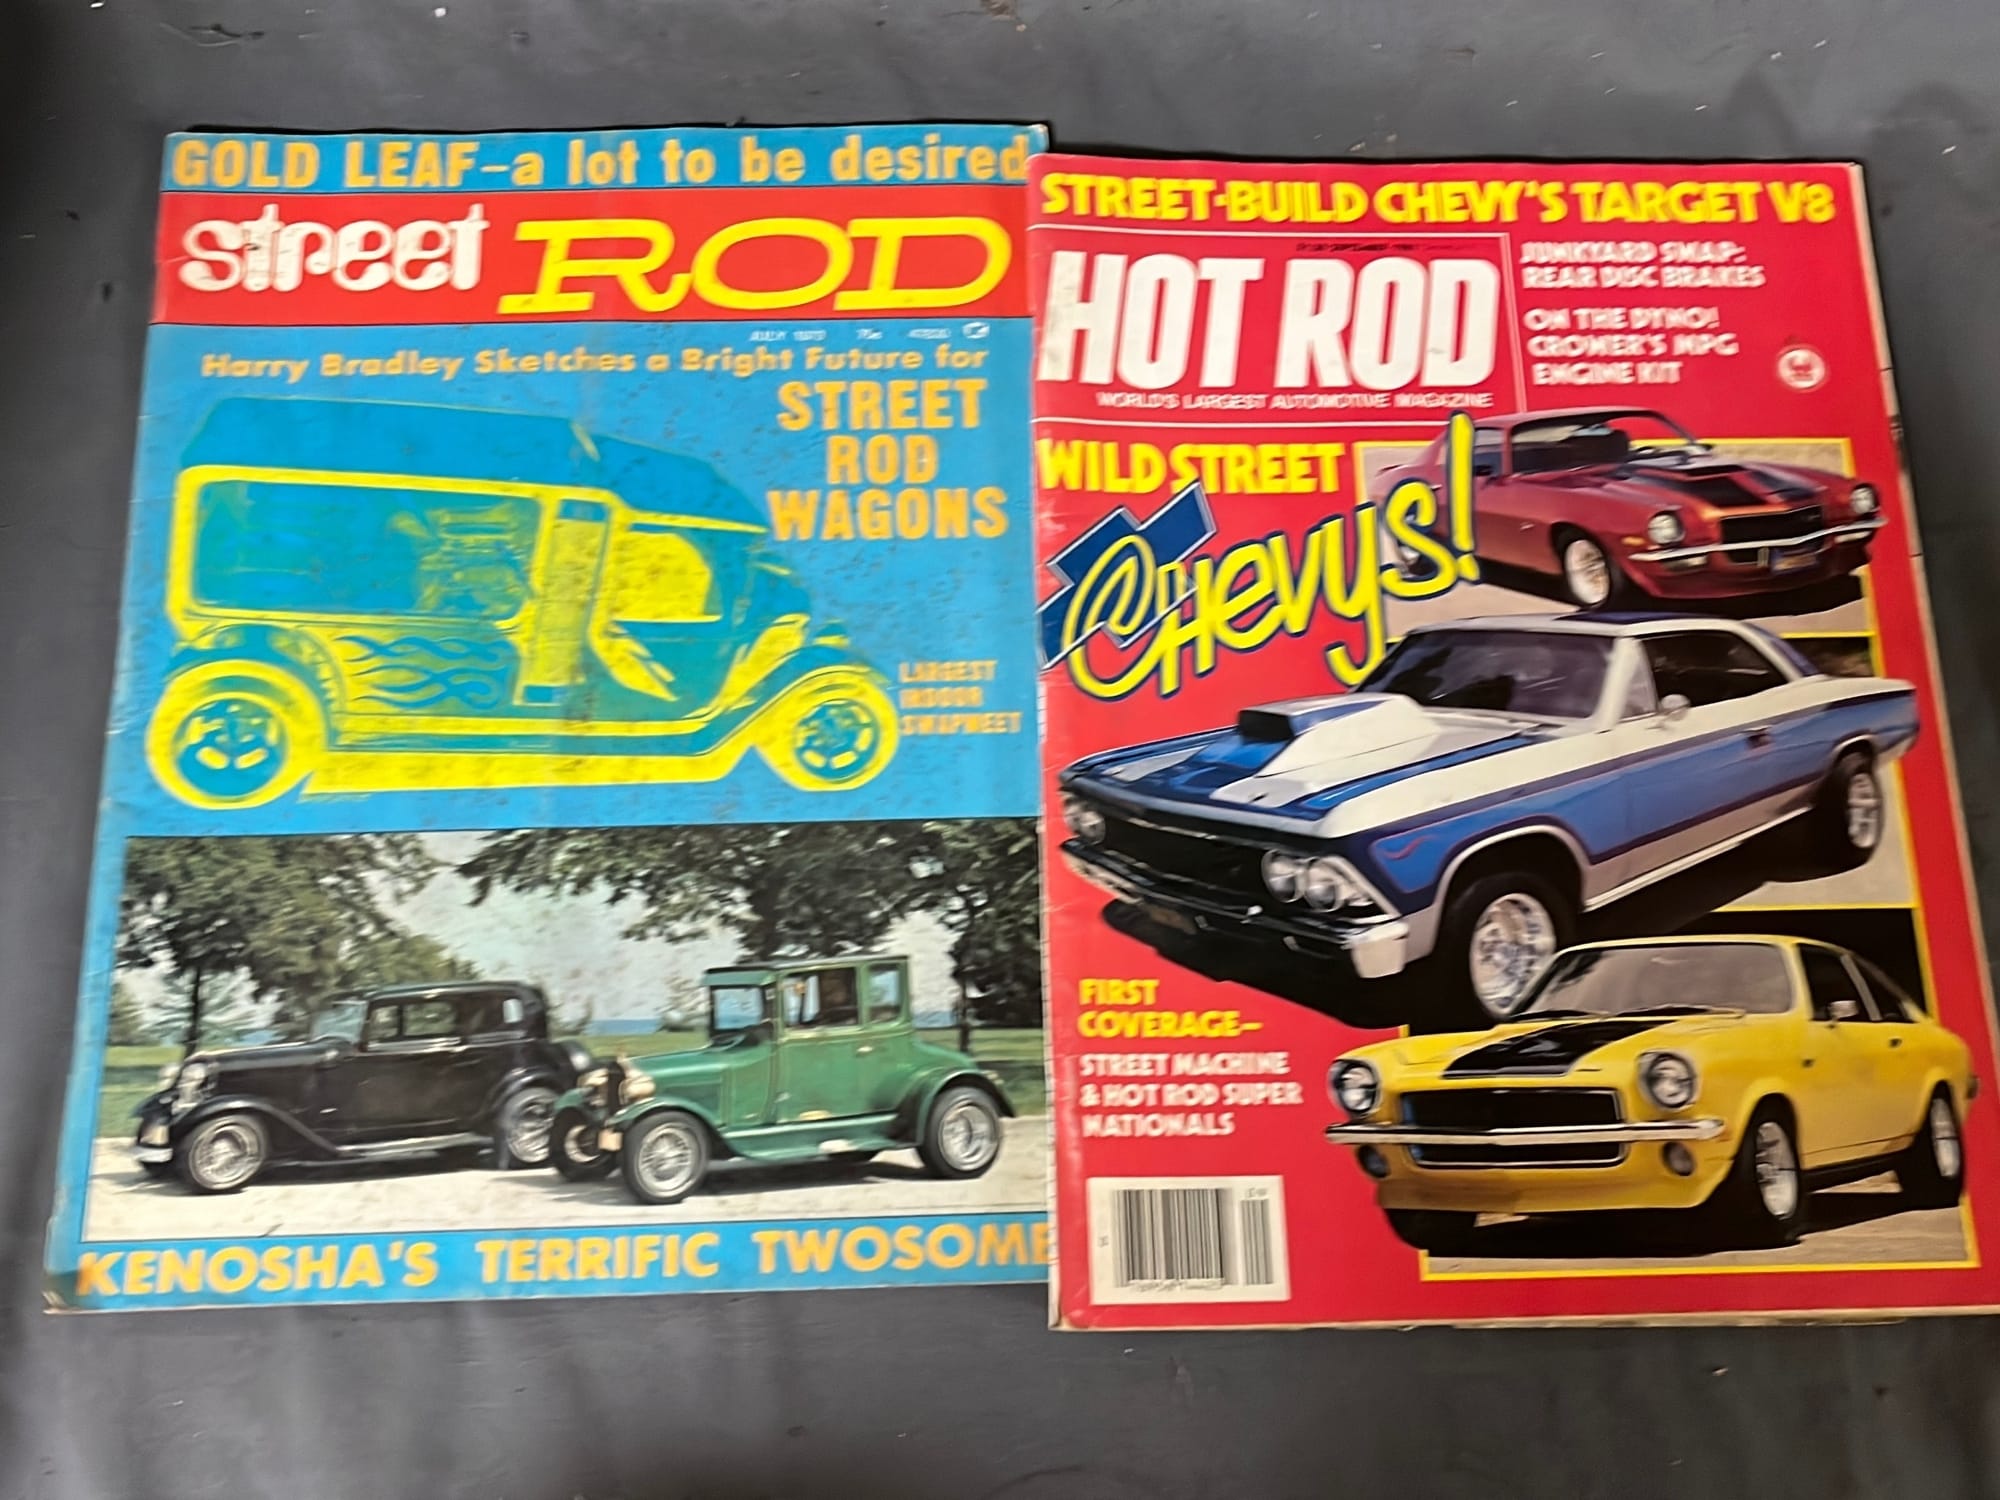 GOLD LEAF-a lot to be desired
street ROD
JULY
Harry Bradley Sketches a Bright Future for
STREET
ROD
WAGONS
LARGEST
INDOOR
SWAPMEET
KENOSHA'S TERRIFIC TWOSOME
STREET-BUILD CHEVY'S TARGET V8
HOT ROD
WORLD'S LARGEST AUTOMOTIVE MAGAZINE
JUNKYARD SWAP:
REAR DISC BRAKES
ON THE DYNO!
CROWER'S MPG
ENGINE KIT
WILD STREET
CHEVYS!
FIRST
COVERAGE-
STREET MACHINE
& HOT ROD SUPER
NATIONALS